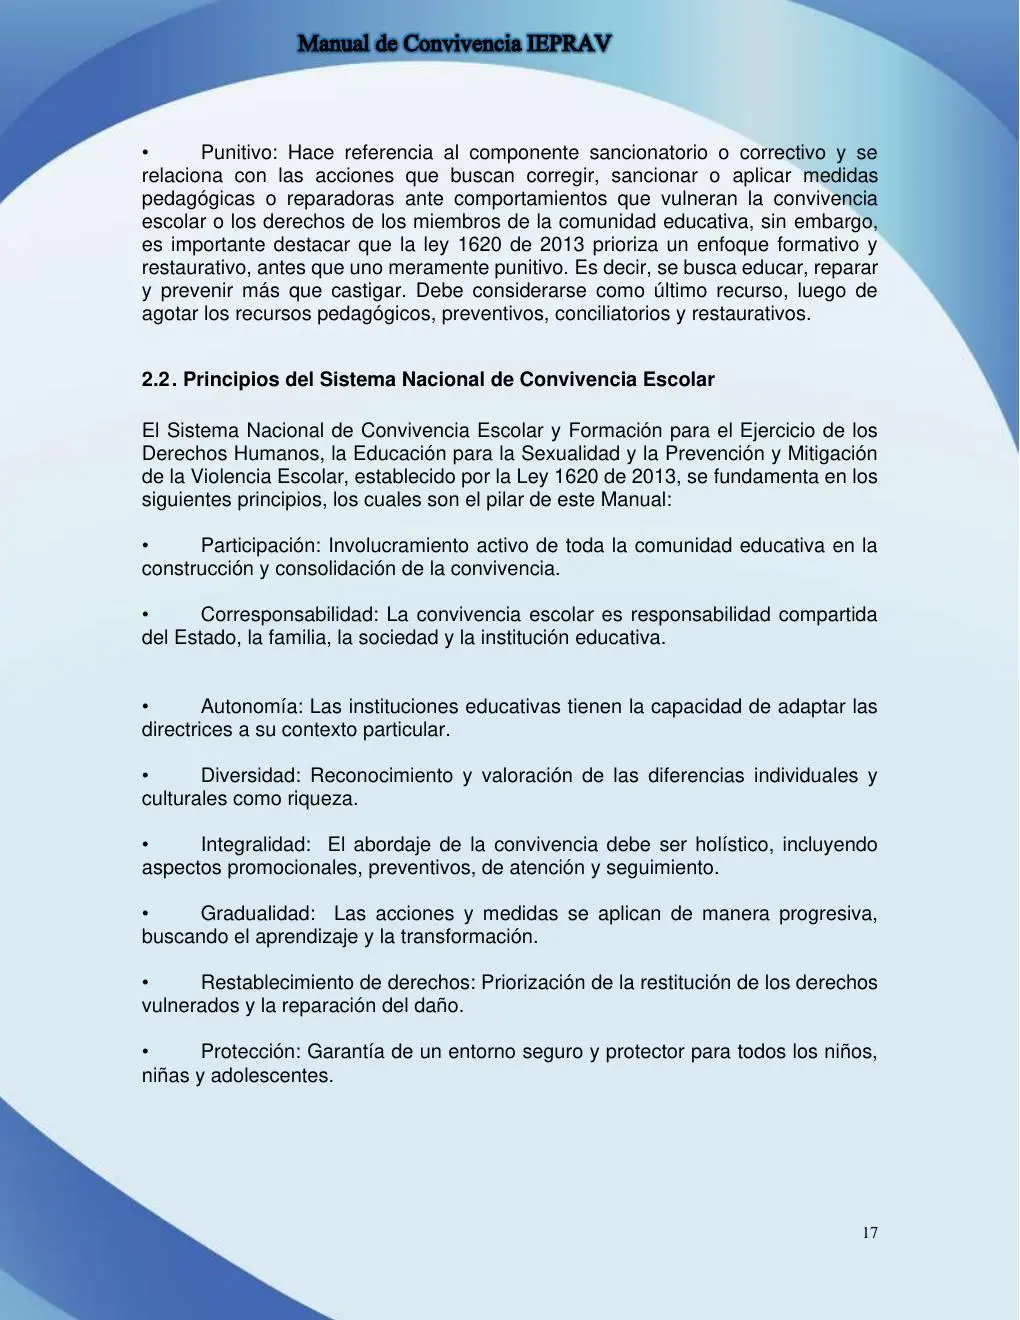 Manual de Convivencia IEPRAV
• Punitivo: Hace referencia al componente sancionatorio o correctivo y se
relaciona con las acciones que buscan corregir, sancionar o aplicar medidas
pedagógicas o reparadoras ante comportamientos que vulneran la convivencia
escolar o los derechos de los miembros de la comunidad educativa, sin embargo,
es importante destacar que la ley 1620 de 2013 prioriza un enfoque formativo y
restaurativo, antes que uno meramente punitivo. Es decir, se busca educar, reparar
y prevenir más que castigar. Debe considerarse como último recurso, luego de
agotar los recursos pedagógicos, preventivos, conciliatorios y restaurativos.
2.2. Principios del Sistema Nacional de Convivencia Escolar
El Sistema Nacional de Convivencia Escolar y Formación para el Ejercicio de los
Derechos Humanos, la Educación para la Sexualidad y la Prevención y Mitigación
de la Violencia Escolar, establecido por la Ley 1620 de 2013, se fundamenta en los
siguientes principios, los cuales son el pilar de este Manual:
• Participación: Involucramiento activo de toda la comunidad educativa en la
construcción y consolidación de la convivencia.
• Corresponsabilidad: La convivencia escolar es responsabilidad compartida
del Estado, la familia, la sociedad y la institución educativa.
• Autonomía: Las instituciones educativas tienen la capacidad de adaptar las
directrices a su contexto particular.
• Diversidad: Reconocimiento y valoración de las diferencias individuales y
culturales como riqueza.
• Integralidad: El abordaje de la convivencia debe ser holístico, incluyendo
aspectos promocionales, preventivos, de atención y seguimiento.
• Gradualidad: Las acciones y medidas se aplican de manera progresiva,
buscando el aprendizaje y la transformación.
• Restablecimiento de derechos: Priorización de la restitución de los derechos
vulnerados y la reparación del daño.
• Protección: Garantía de un entorno seguro y protector para todos los niños,
niñas y adolescentes.
17